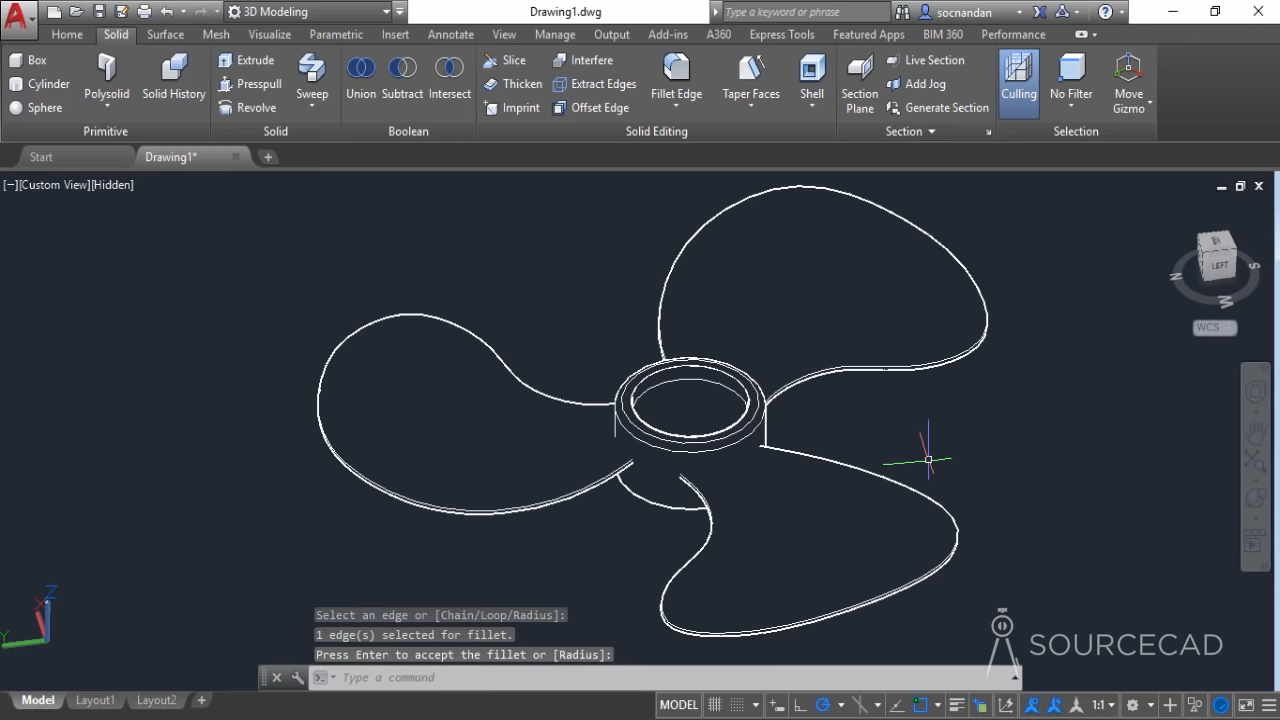 3D Modeling
Drawing1.dwg
Type a keyword or phrase
socnandan
Home Solid Surface Mesh Visualize Parametric Insert Annotate View Manage Output Add-ins A360 Express Tools Featured Apps BIM 360 Performance
Box
Cylinder
Sphere
Polysolid
Solid History
Primitive
Extrude
Presspull
Revolve
Sweep
Solid
Union
Subtract
Intersect
Boolean
Slice
Thicken
Imprint
Interfere
Extract Edges
Offset Edge
Fillet Edge
Taper Faces
Shell
Solid Editing
Section
Plane
Live Section
Add Jog
Generate Section
Section
Culling
No Filter
Move
Gizmo
Selection
Start
Drawing1*
[−][Custom View][Hidden]
LEFT
N
S
W
WCS
Z
X
Y
Select an edge or [Chain/Loop/Radius]:
1 edge(s) selected for fillet.
Press Enter to accept the fillet or [Radius]:
Type a command
SOURCECAD
Model
Layout1
Layout2
MODEL
1:1